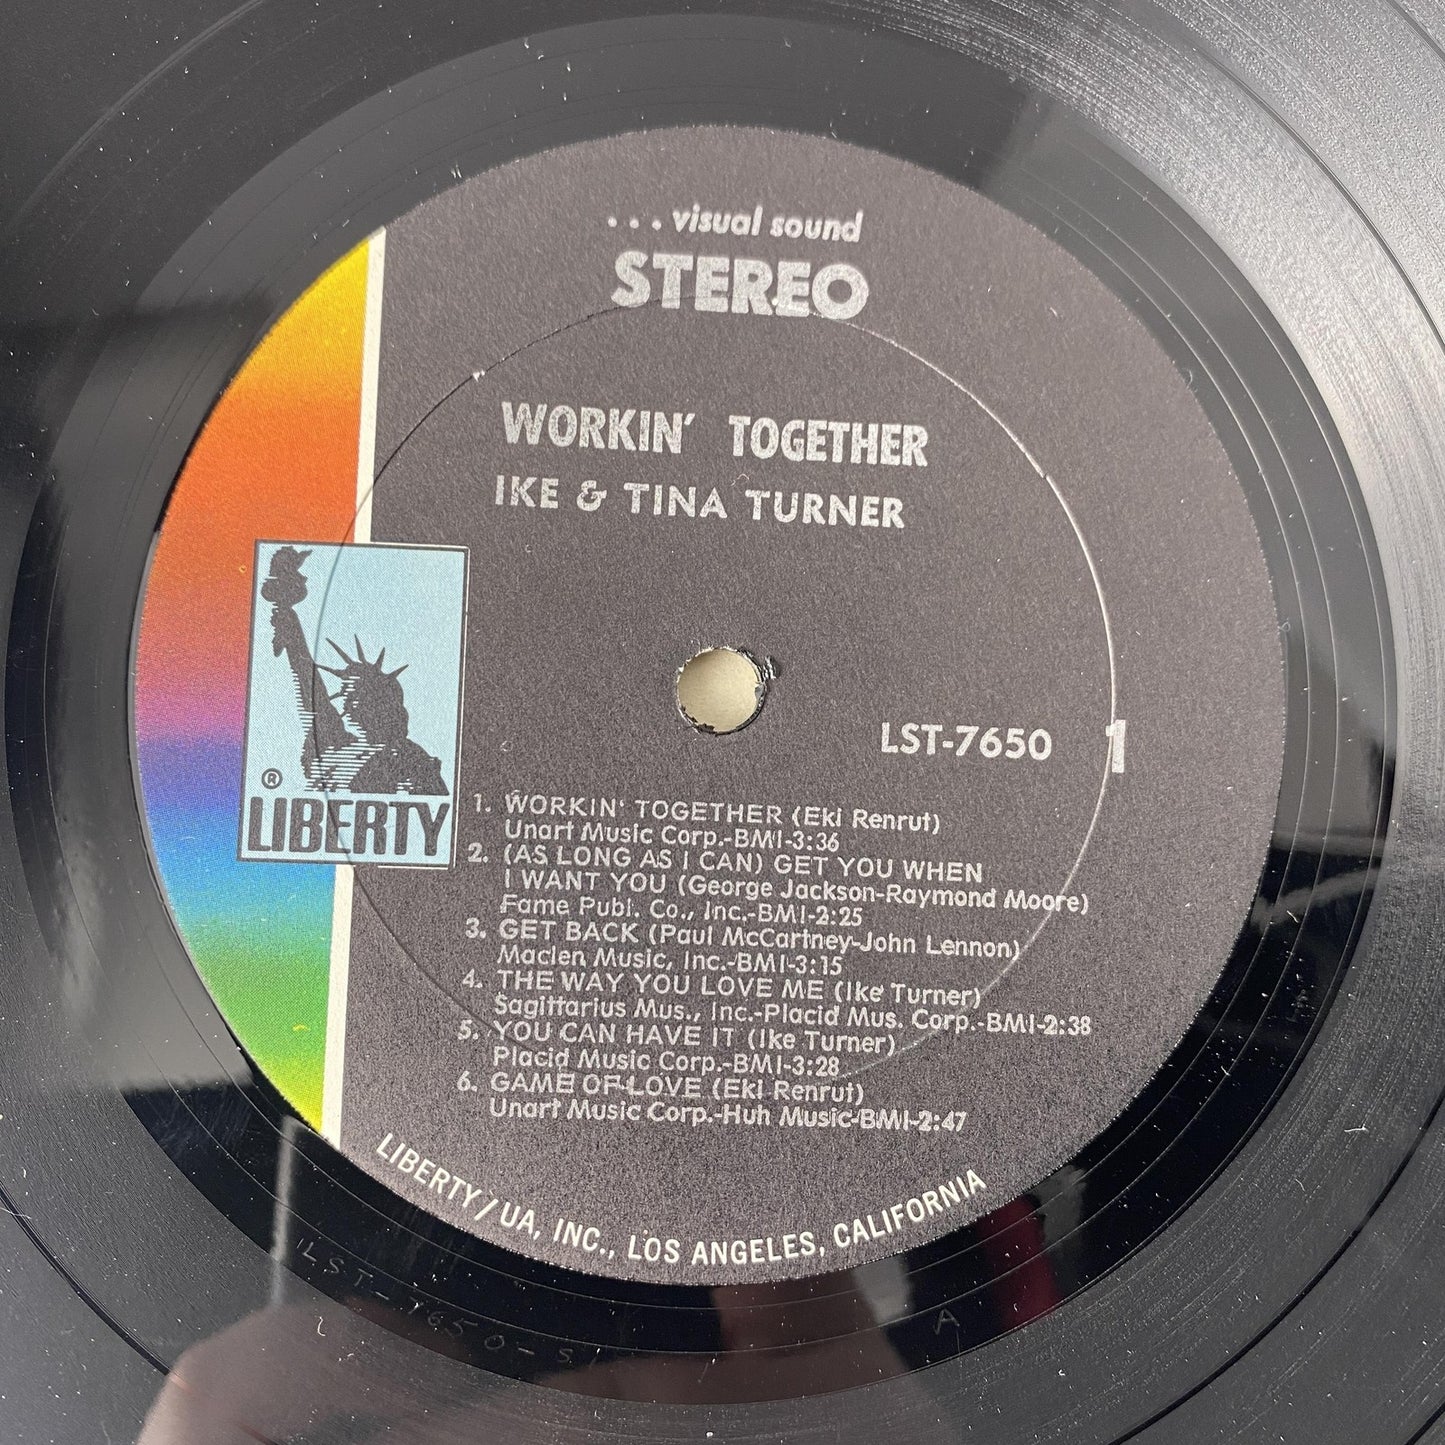 ... visual sound
STEREO
WORKIN' TOGETHER
IKE & TINA TURNER
® LIBERTY
LST-7650 1
1. WORKIN' TOGETHER (Eki Renrut)
Unart Music Corp.-BMI-3:36
2. (AS LONG AS I CAN) GET YOU WHEN
I WANT YOU (George Jackson-Raymond Moore)
Fame Publ. Co., Inc.-BMI-2:25
3. GET BACK (Paul McCartney-John Lennon)
Maclen Music, Inc.-BMI-3:15
4. THE WAY YOU LOVE ME (Ike Turner)
Sagittarius Mus., Inc.-Placid Mus. Corp.-BMI-2:38
5. YOU CAN HAVE IT (Ike Turner)
Placid Music Corp.-BMI-3:28
6. GAME OF LOVE (Eki Renrut)
Unart Music Corp.-Huh Music-BMI-2:47
LIBERTY/UA, INC., LOS ANGELES, CALIFORNIA
LST-7650-
A